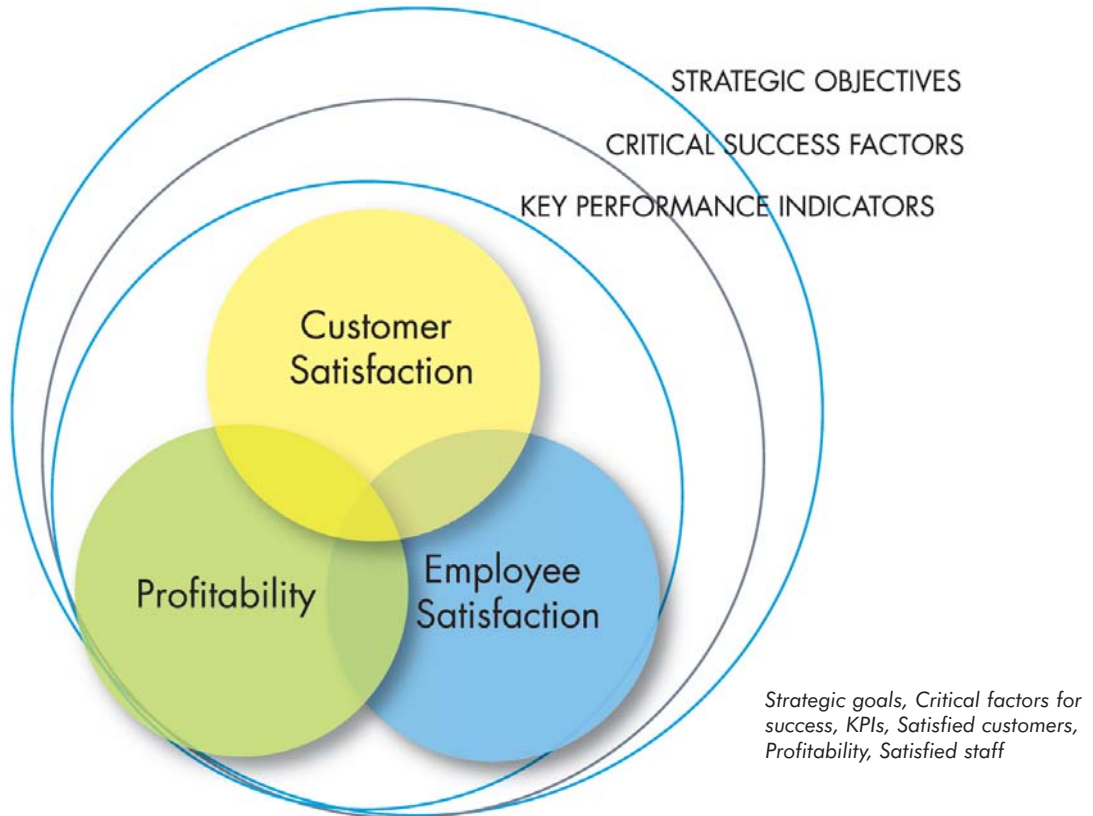 STRATEGIC OBJECTIVES
CRITICAL SUCCESS FACTORS
KEY PERFORMANCE INDICATORS
Customer
Satisfaction
Profitability
Employee
Satisfaction
Strategic goals, Critical factors for
success, KPIs, Satisfied customers,
Profitability, Satisfied staff